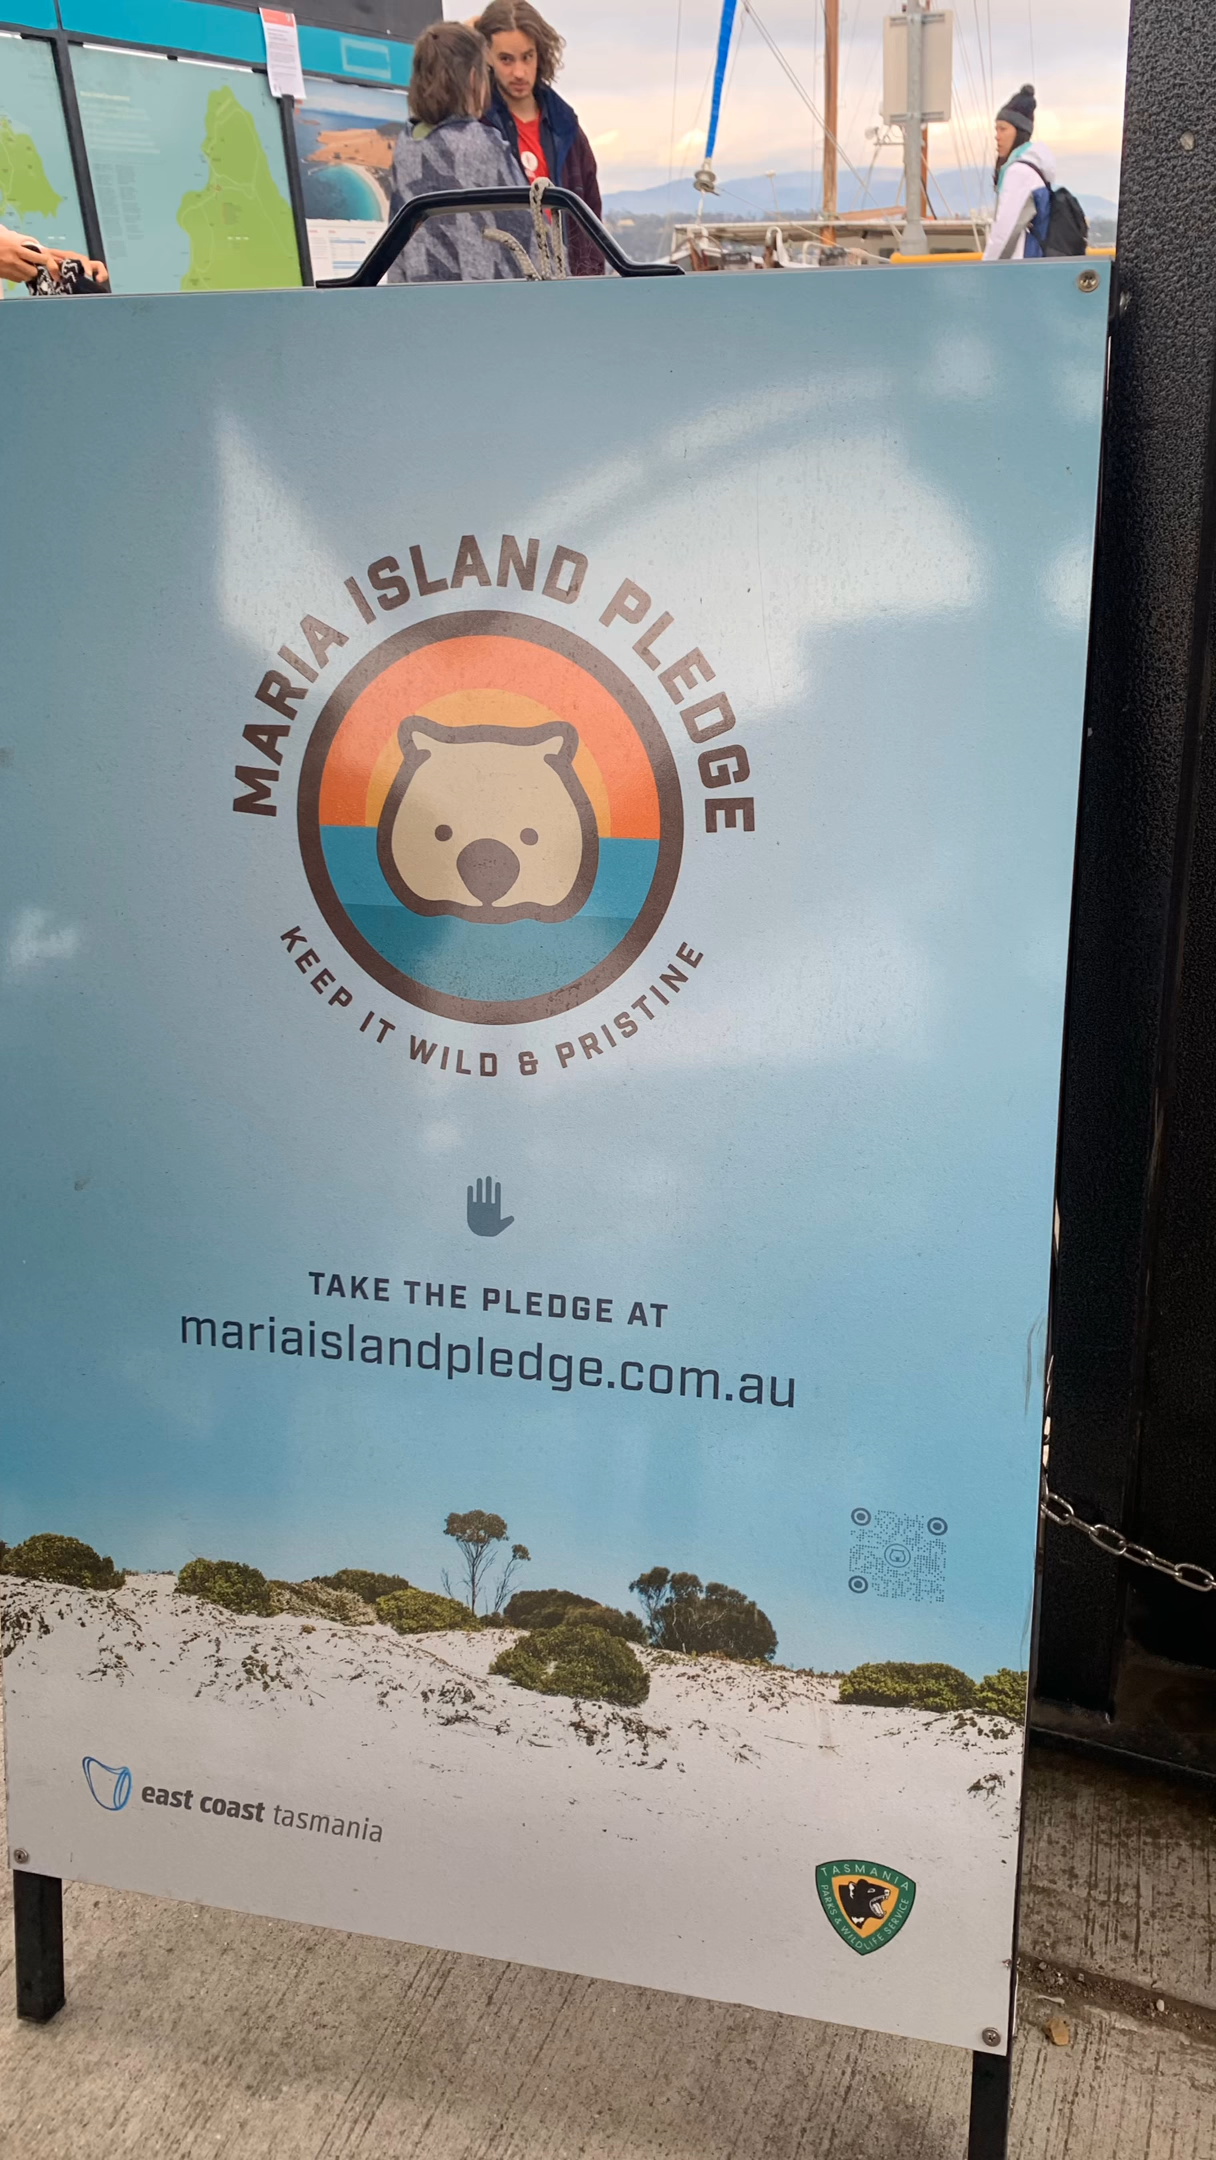 MARIA ISLAND PLEDGE
KEEP IT WILD & PRISTINE
TAKE THE PLEDGE AT
mariaislandpledge.com.au
east coast tasmania
TASMANIA
PARKS & WILDLIFE SERVICE